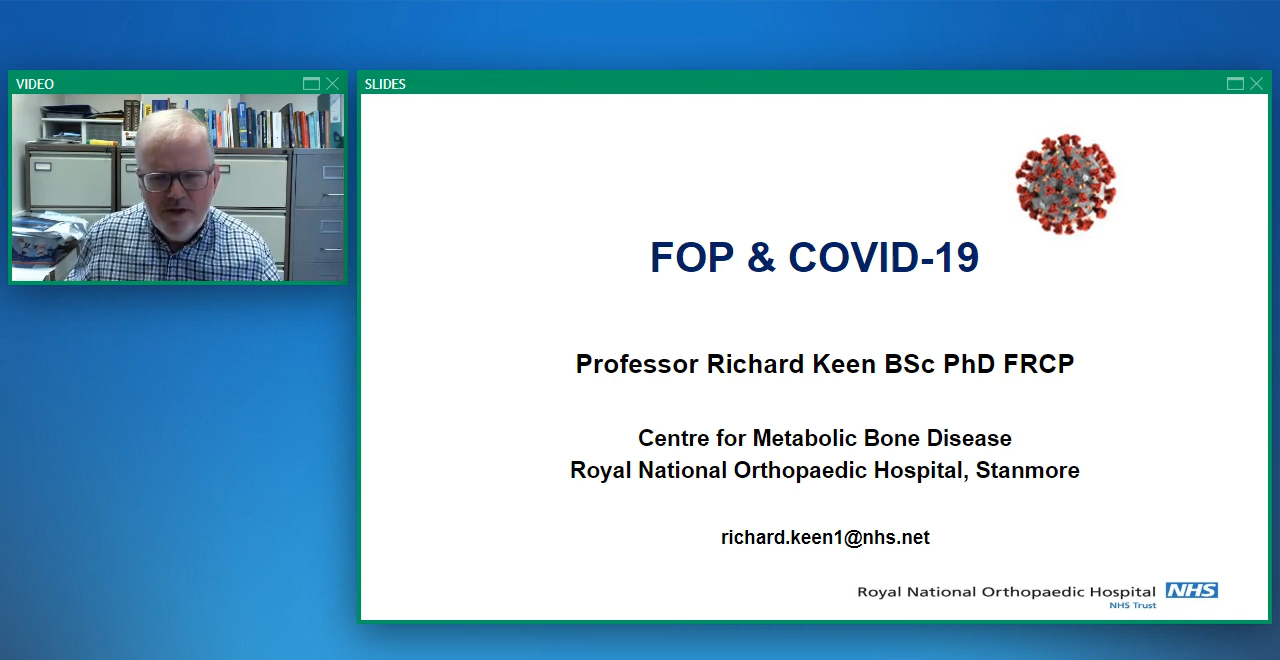 VIDEO
SLIDES
FOP & COVID-19
Professor Richard Keen BSc PhD FRCP
Centre for Metabolic Bone Disease
Royal National Orthopaedic Hospital, Stanmore
richard.keen1@nhs.net
Royal National Orthopaedic Hospital NHS
NHS Trust